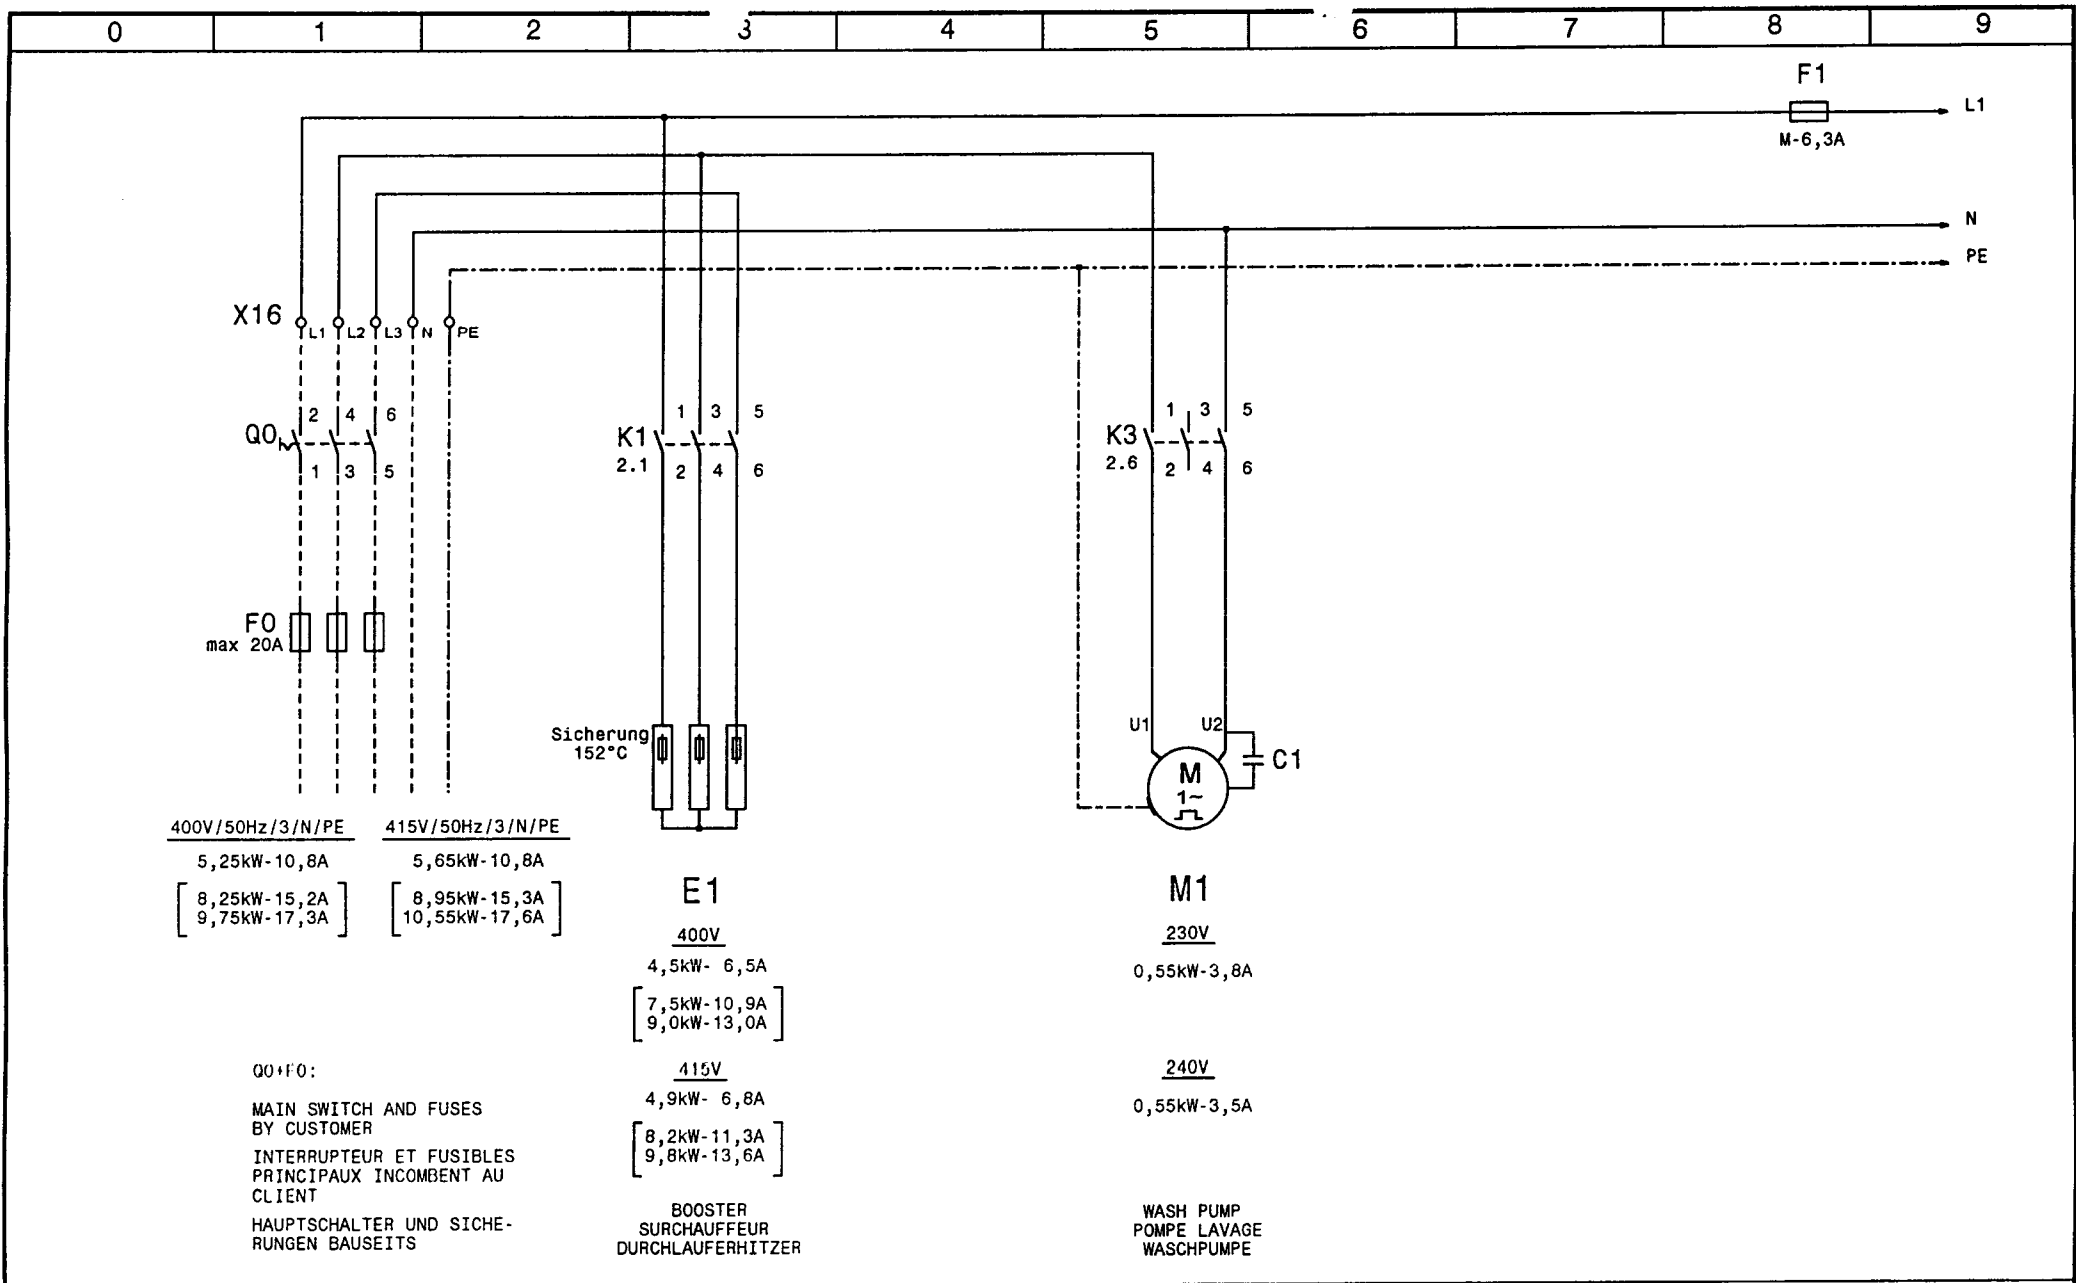 0 1 2 3 4 5 6 7 8 9
F1
L1
M-6,3A
N
PE
X16 L1 L2 L3 N PE
2 4 6
Q0
1 3 5
1 3 5
K1
2.1 2 4 6
1 3 5
K3
2.6 2 4 6
F0
max 20A
Sicherung
152°C
U1 U2
C1
M
1~
400V/50Hz/3/N/PE
5,25kW-10,8A
8,25kW-15,2A
9,75kW-17,3A
415V/50Hz/3/N/PE
5,65kW-10,8A
8,95kW-15,3A
10,55kW-17,6A
E1
400V
4,5kW- 6,5A
7,5kW-10,9A
9,0kW-13,0A
415V
4,9kW- 6,8A
8,2kW-11,3A
9,8kW-13,6A
BOOSTER
SURCHAUFFEUR
DURCHLAUFERHITZER
M1
230V
0,55kW-3,8A
240V
0,55kW-3,5A
WASH PUMP
POMPE LAVAGE
WASCHPUMPE
Q0+F0:
MAIN SWITCH AND FUSES
BY CUSTOMER
INTERRUPTEUR ET FUSIBLES
PRINCIPAUX INCOMBENT AU
CLIENT
HAUPTSCHALTER UND SICHE-
RUNGEN BAUSEITS